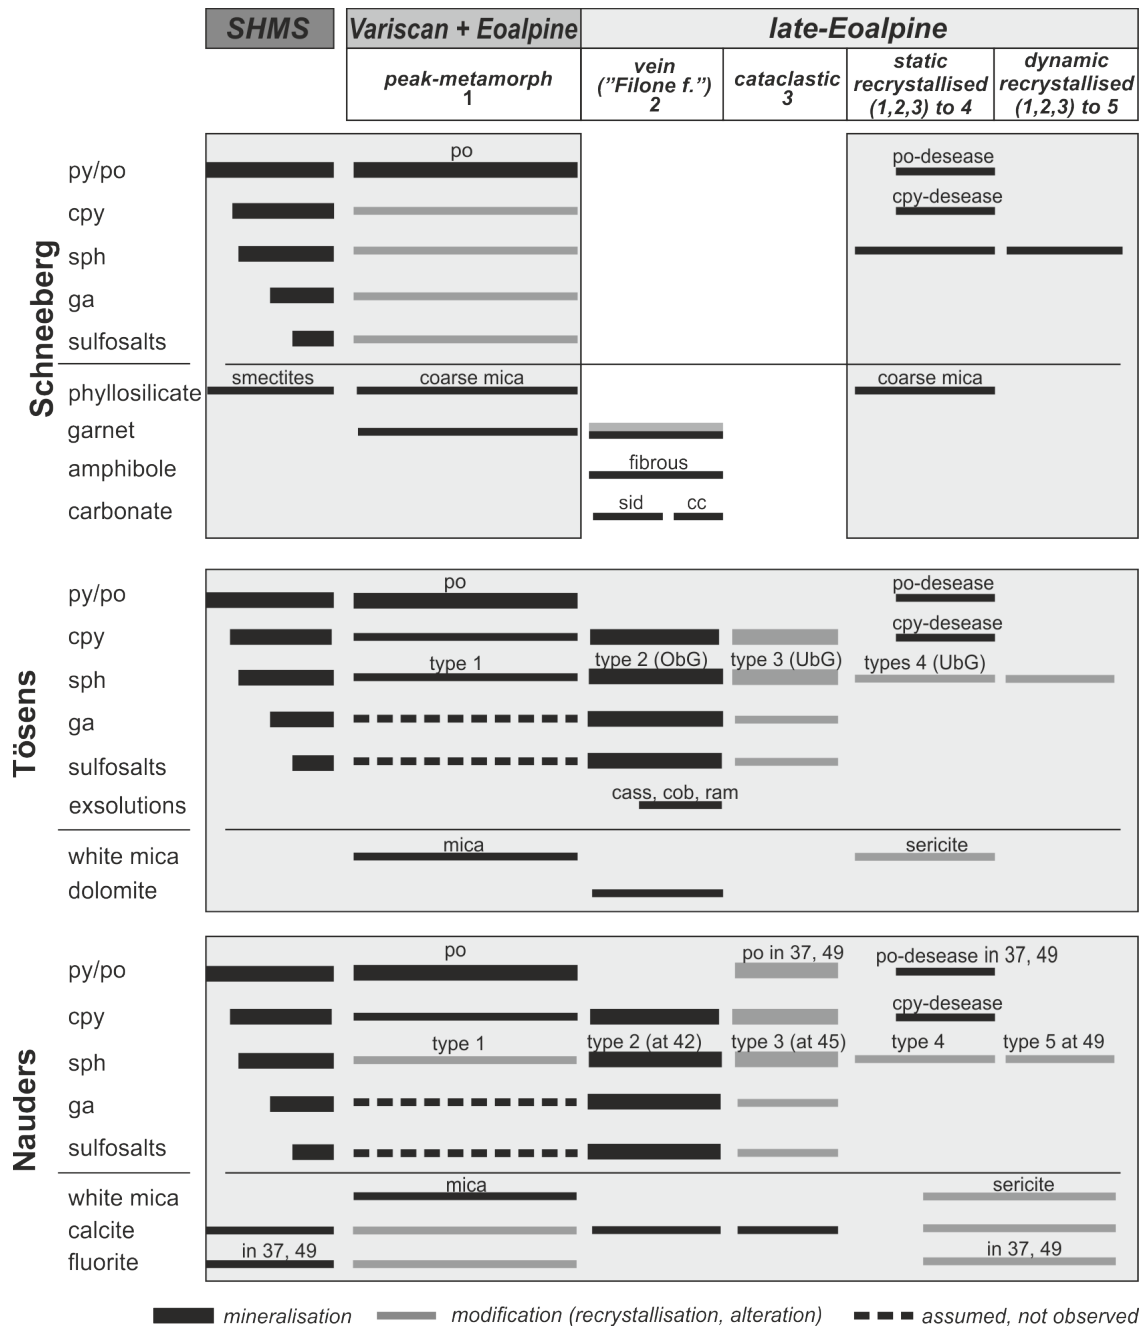 SHMS Variscan + Eoalpine late-Eoalpine
peak-metamorph
1
vein
("Filone f.")
2
cataclastic
3
static
recrystallised
(1,2,3) to 4
dynamic
recrystallised
(1,2,3) to 5
Schneeberg
py/po po po-desease
cpy cpy-desease
sph
ga
sulfosalts
phyllosilicate smectites coarse mica coarse mica
garnet
amphibole fibrous
carbonate sid cc
Tösens
py/po po po-desease
cpy cpy-desease
sph type 1 type 2 (ObG) type 3 (UbG) types 4 (UbG)
ga
sulfosalts
exsolutions cass, cob, ram
white mica mica sericite
dolomite
Nauders
py/po po po in 37, 49 po-desease in 37, 49
cpy cpy-desease
sph type 1 type 2 (at 42) type 3 (at 45) type 4 type 5 at 49
ga
sulfosalts
white mica mica sericite
calcite
fluorite in 37, 49 in 37, 49
mineralisation modification (recrystallisation, alteration) assumed, not observed